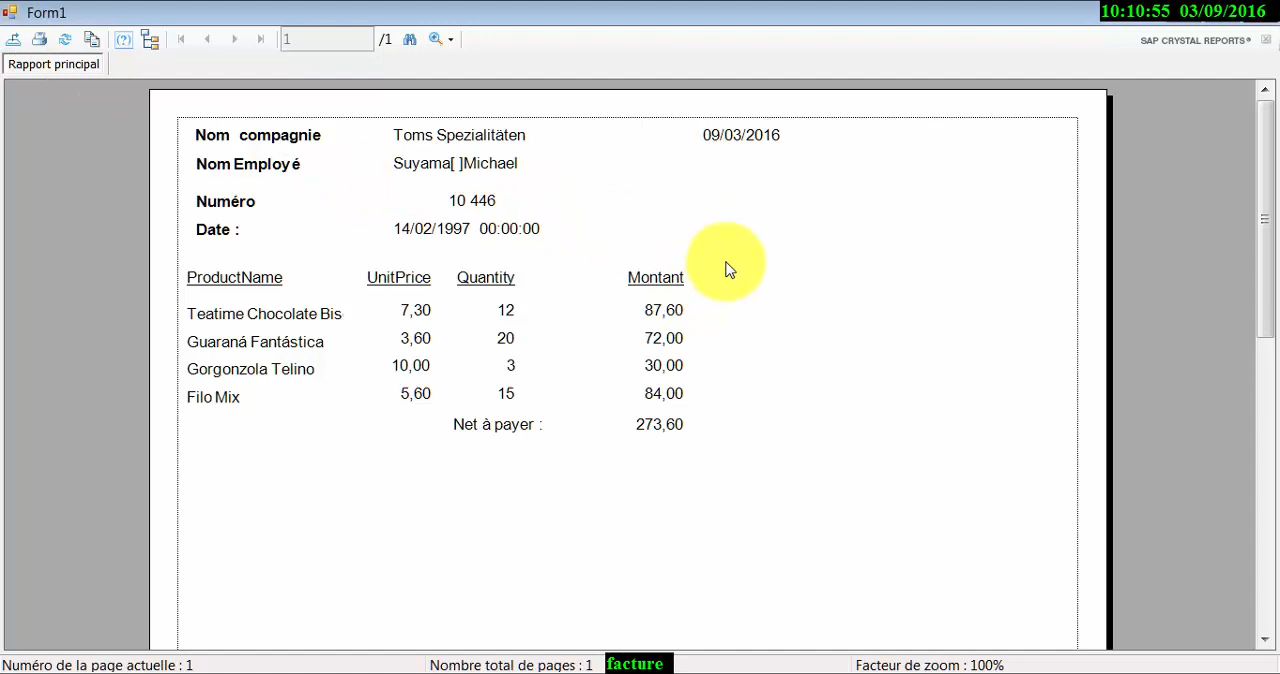 Form1
10:10:55 03/09/2016
1 /1
SAP CRYSTAL REPORTS®
Rapport principal
Nom compagnie Toms Spezialitäten 09/03/2016
Nom Employé Suyama[ ]Michael
Numéro 10 446
Date : 14/02/1997 00:00:00
ProductName UnitPrice Quantity Montant
Teatime Chocolate Bis 7,30 12 87,60
Guaraná Fantástica 3,60 20 72,00
Gorgonzola Telino 10,00 3 30,00
Filo Mix 5,60 15 84,00
Net à payer : 273,60
Numéro de la page actuelle : 1 Nombre total de pages : 1 facture Facteur de zoom : 100%